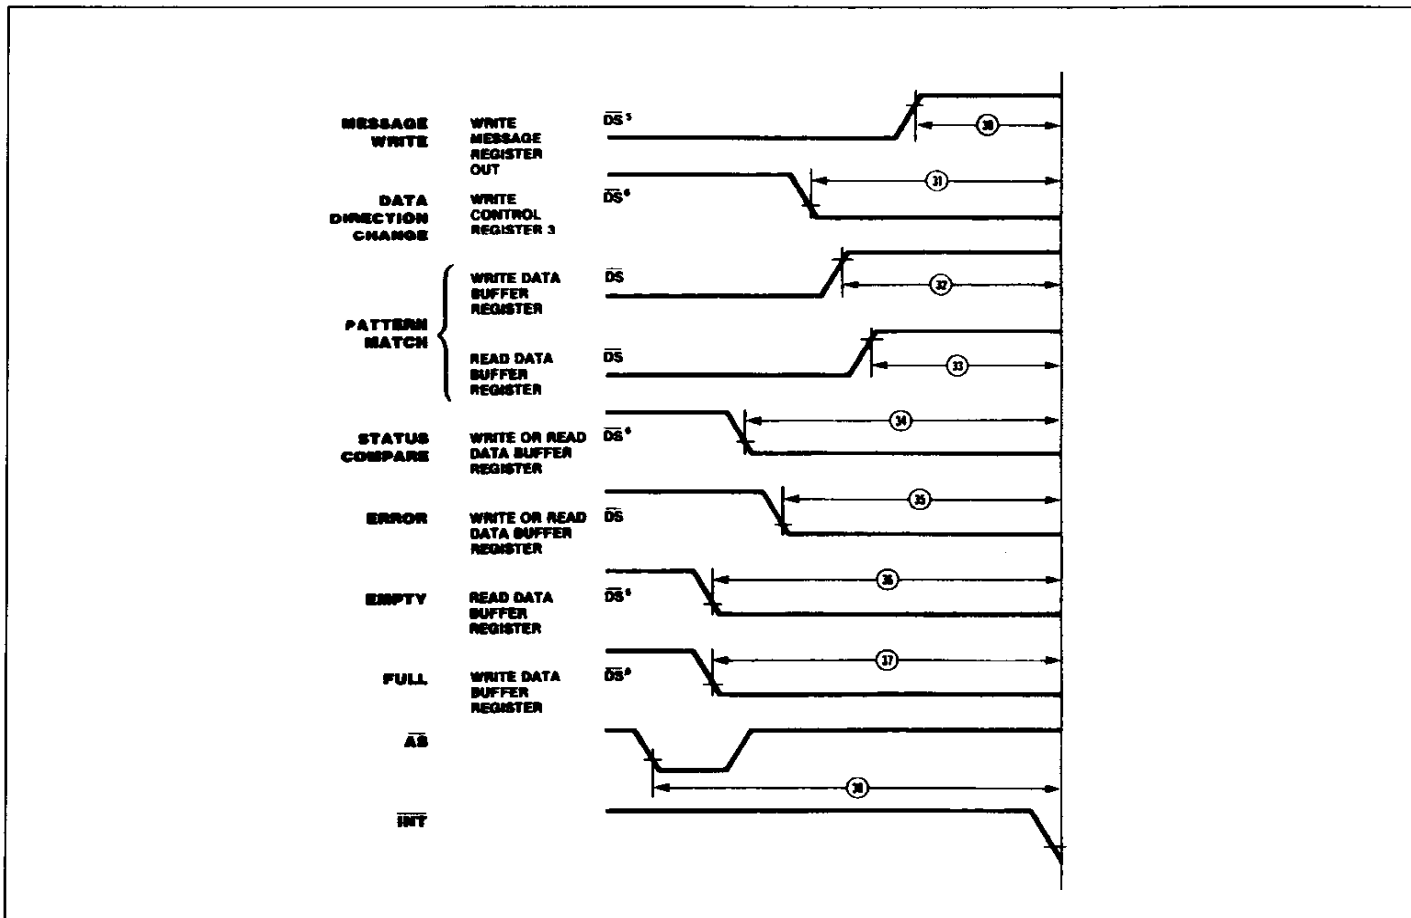 MESSAGE
WRITE
WRITE
MESSAGE
REGISTER
OUT
DS
30
DATA
DIRECTION
CHANGE
WRITE
CONTROL
REGISTER 3
DS
31
PATTERN
MATCH
WRITE DATA
BUFFER
REGISTER
DS
32
READ DATA
BUFFER
REGISTER
DS
33
STATUS
COMPARE
WRITE OR READ
DATA BUFFER
REGISTER
DS
34
ERROR
WRITE OR READ
DATA BUFFER
REGISTER
DS
35
EMPTY
READ DATA
BUFFER
REGISTER
DS
36
FULL
WRITE DATA
BUFFER
REGISTER
DS
37
AS
INT